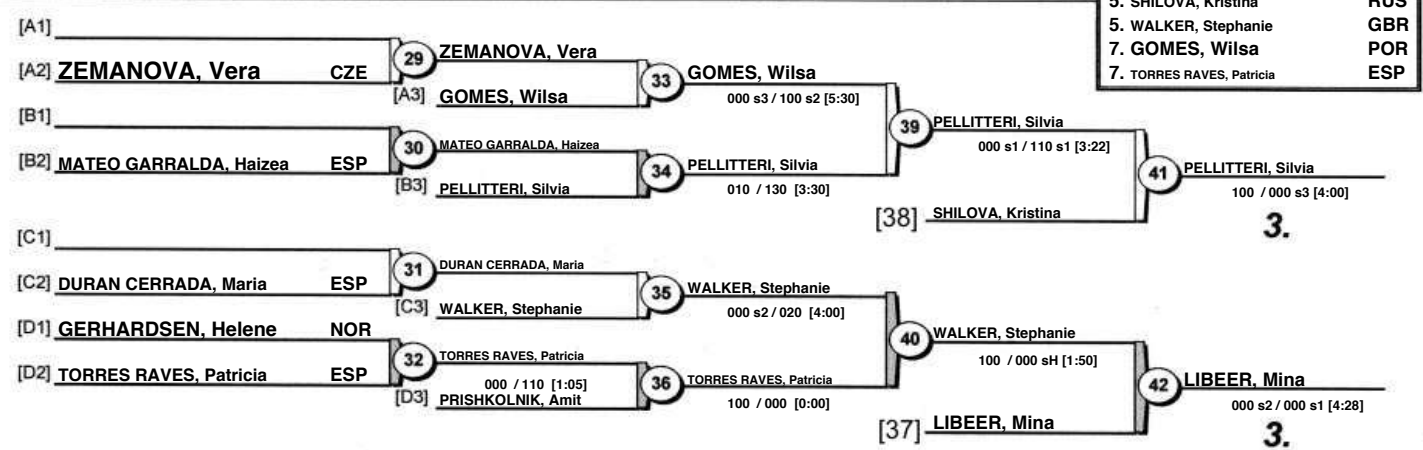 5. SHILOVA, Kristina RUS
5. WALKER, Stephanie GBR
7. GOMES, Wilsa POR
7. TORRES RAVES, Patricia ESP
[A1]
[A2] ZEMANOVA, Vera CZE
29
ZEMANOVA, Vera
[A3] GOMES, Wilsa
33
GOMES, Wilsa
000 s3 / 100 s2 [5:30]
[B1]
[B2] MATEO GARRALDA, Haizea ESP
30
MATEO GARRALDA, Haizea
[B3] PELLITTERI, Silvia
34
PELLITTERI, Silvia
010 / 130 [3:30]
39
PELLITTERI, Silvia
000 s1 / 110 s1 [3:22]
[38] SHILOVA, Kristina
41
PELLITTERI, Silvia
100 / 000 s3 [4:00]
3.
[C1]
[C2] DURAN CERRADA, Maria ESP
31
DURAN CERRADA, Maria
[C3] WALKER, Stephanie
35
WALKER, Stephanie
000 s2 / 020 [4:00]
[D1] GERHARDSEN, Helene NOR
[D2] TORRES RAVES, Patricia ESP
32
TORRES RAVES, Patricia
000 / 110 [1:05]
[D3] PRISHKOLNIK, Amit
36
TORRES RAVES, Patricia
100 / 000 [0:00]
40
WALKER, Stephanie
100 / 000 sH [1:50]
[37] LIBEER, Mina
42
LIBEER, Mina
000 s2 / 000 s1 [4:28]
3.